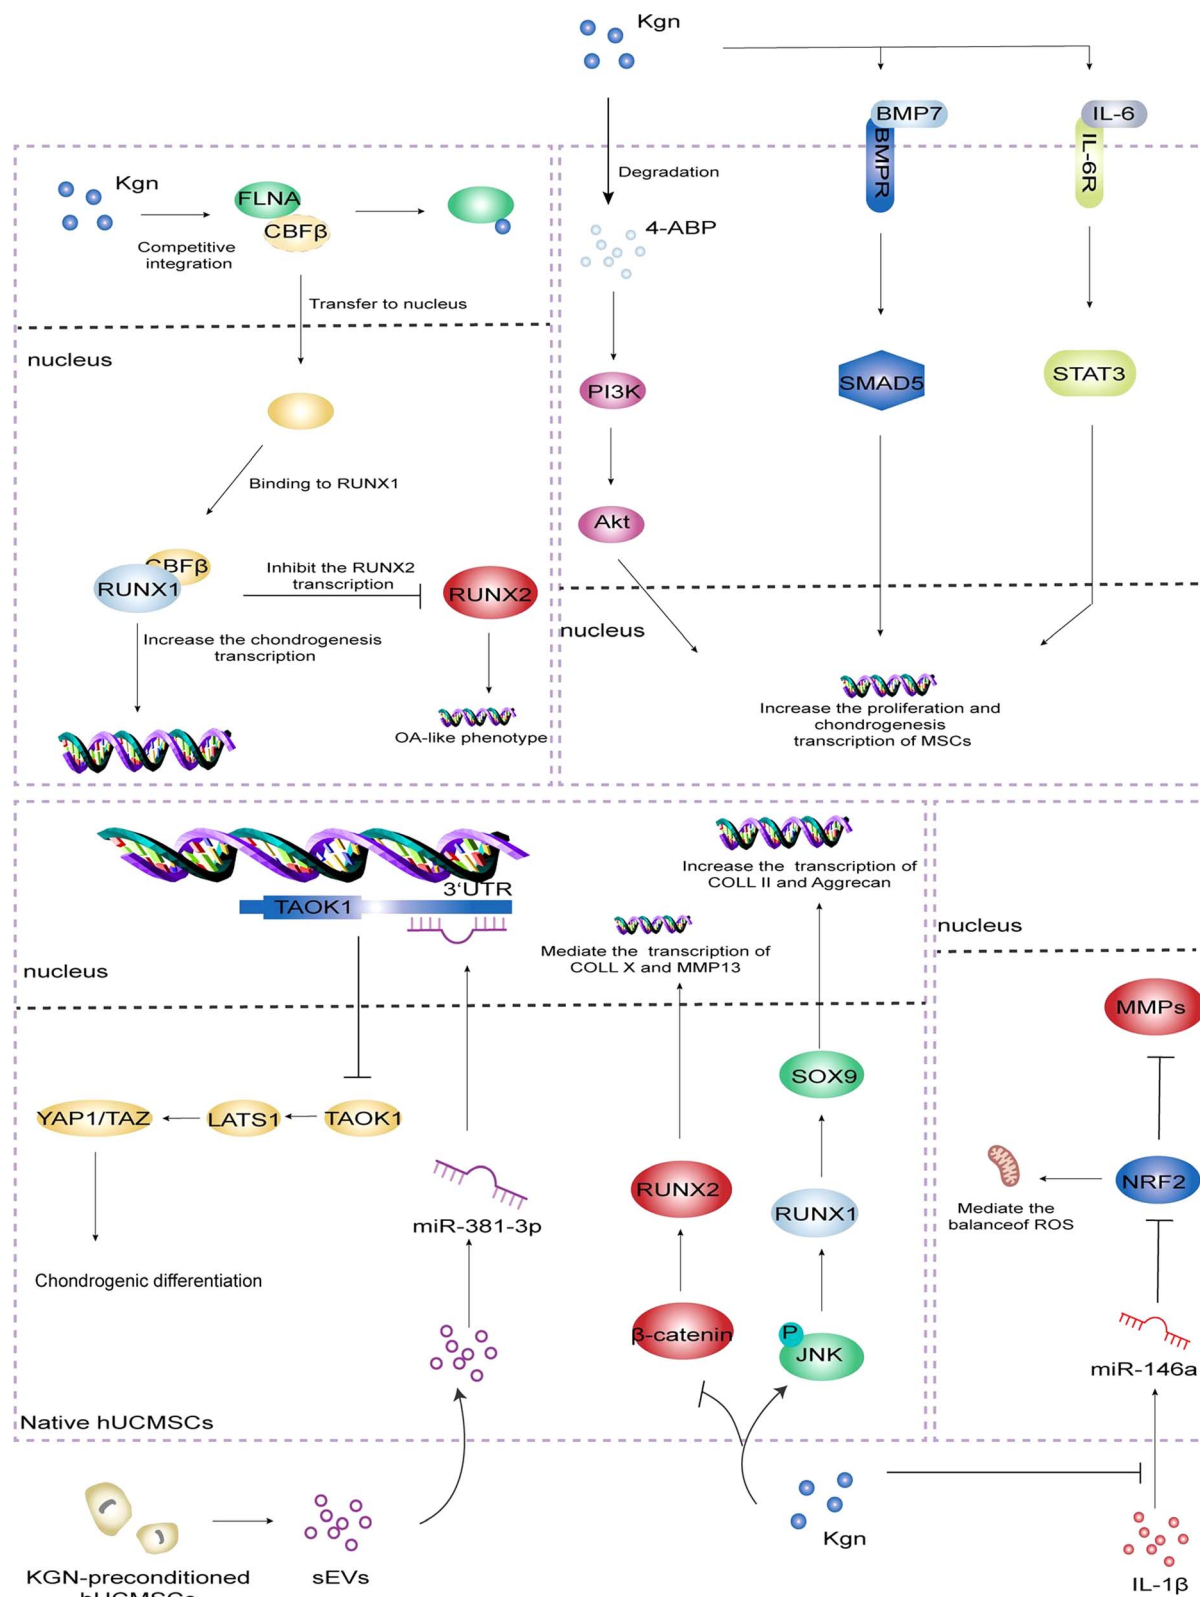 Kgn
BMP7
BMPR
IL-6
IL-6R
Degradation
4-ABP
PI3K
Akt
SMAD5
STAT3
nucleus
Increase the proliferation and
chondrogenesis
transcription of MSCs
Kgn
FLNA
CBFβ
Competitive
integration
Transfer to nucleus
nucleus
Binding to RUNX1
CBFβ
RUNX1
Inhibit the RUNX2
transcription
RUNX2
Increase the chondrogenesis
transcription
OA-like phenotype
3'UTR
TAOK1
nucleus
YAP1/TAZ
LATS1
TAOK1
Chondrogenic differentiation
miR-381-3p
Native hUCMSCs
KGN-preconditioned
hUCMSCs
sEVs
Increase the transcription of
COLL II and Aggrecan
Mediate the transcription of
COLL X and MMP13
SOX9
RUNX2
RUNX1
β-catenin
P
JNK
Kgn
nucleus
MMPs
NRF2
Mediate the
balanceof ROS
miR-146a
IL-1β